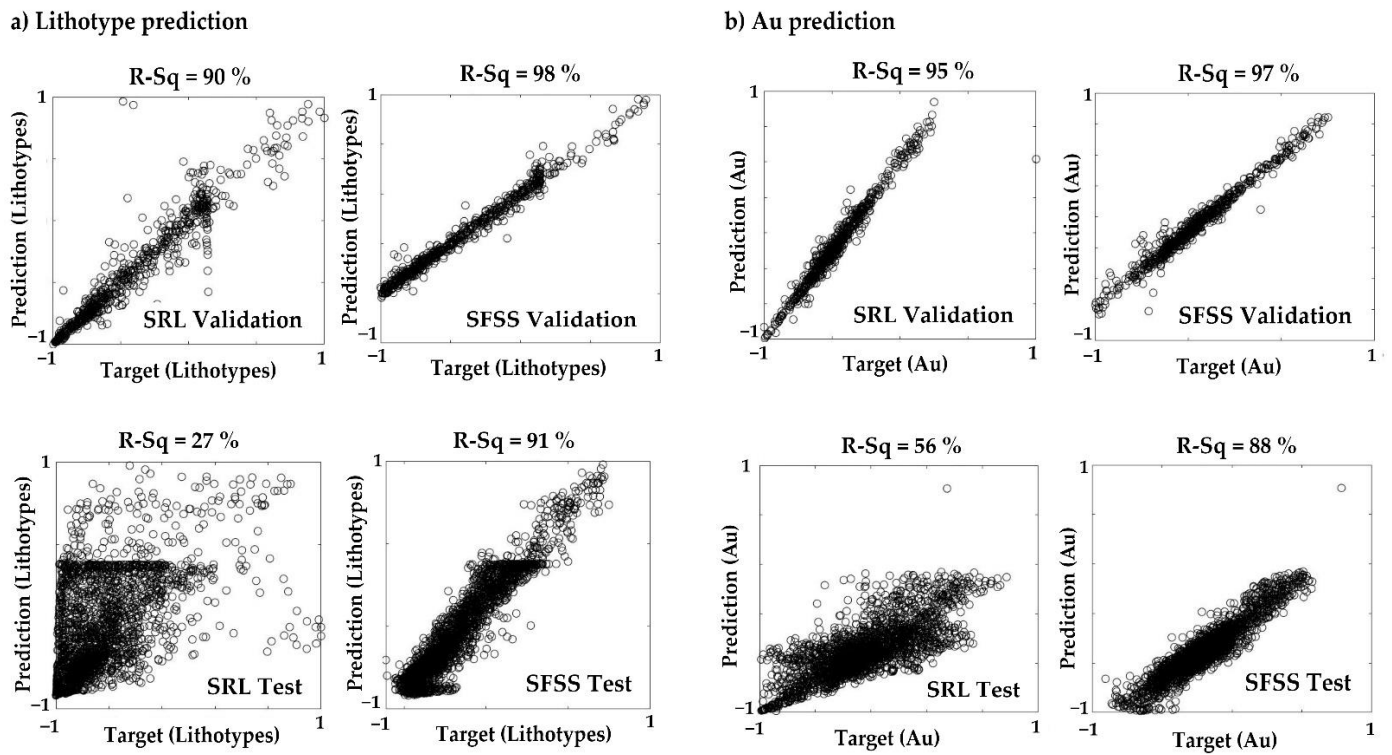 a) Lithotype prediction
b) Au prediction
R-Sq = 90 %
R-Sq = 98 %
R-Sq = 95 %
R-Sq = 97 %
1
Prediction (Lithotypes)
SRL Validation
−1
−1
1
Target (Lithotypes)
1
Prediction (Lithotypes)
SFSS Validation
−1
−1
1
Target (Lithotypes)
1
Prediction (Au)
SRL Validation
−1
−1
1
Target (Au)
1
Prediction (Au)
SFSS Validation
−1
−1
1
Target (Au)
R-Sq = 27 %
R-Sq = 91 %
R-Sq = 56 %
R-Sq = 88 %
1
Prediction (Lithotypes)
SRL Test
−1
−1
1
Target (Lithotypes)
1
Prediction (Lithotypes)
SFSS Test
−1
−1
1
Target (Lithotypes)
1
Prediction (Au)
SRL Test
−1
−1
1
Target (Au)
1
Prediction (Au)
SFSS Test
−1
−1
1
Target (Au)